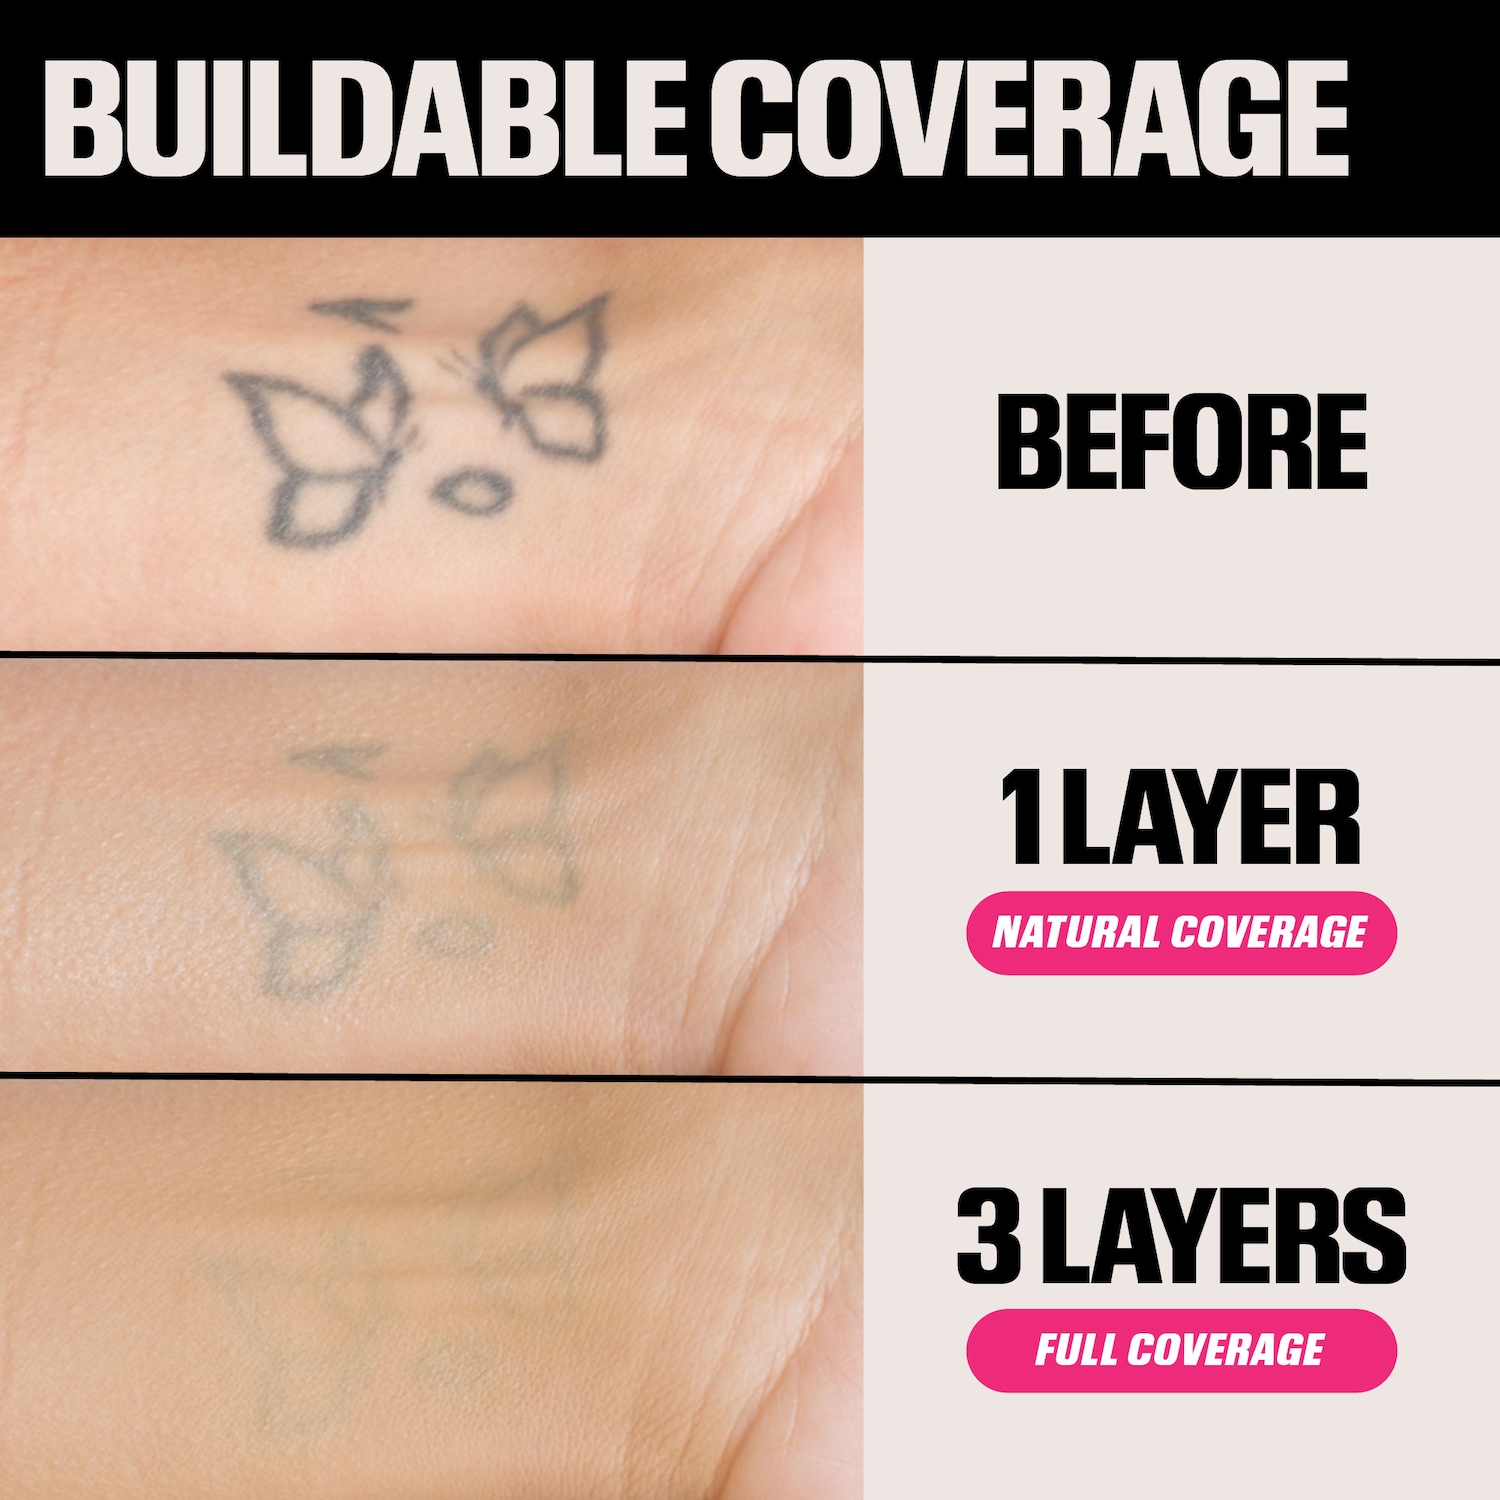 BUILDABLE COVERAGE
BEFORE
1 LAYER
NATURAL COVERAGE
3 LAYERS
FULL COVERAGE